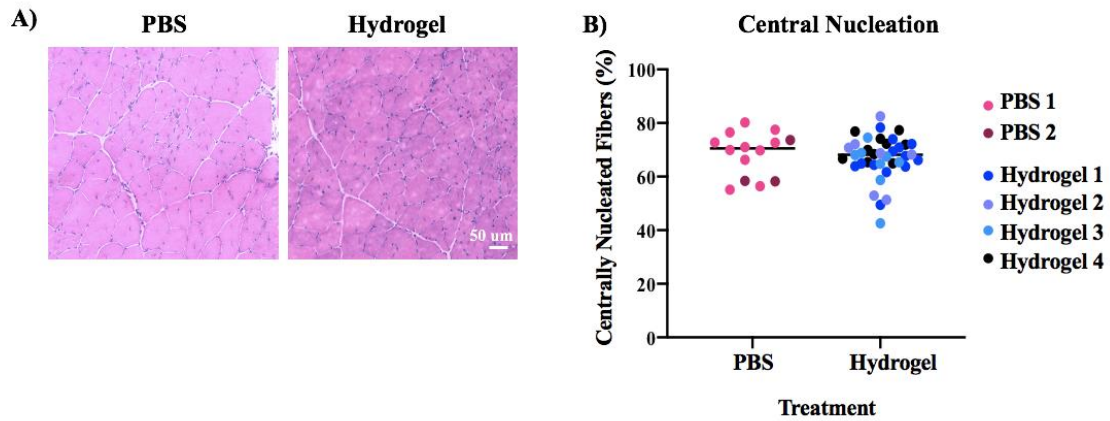 A)
PBS
Hydrogel
50 um
B)
Central Nucleation
Centrally Nucleated Fibers (%)
100
80
60
40
20
0
PBS
Hydrogel
Treatment
PBS 1
PBS 2
Hydrogel 1
Hydrogel 2
Hydrogel 3
Hydrogel 4